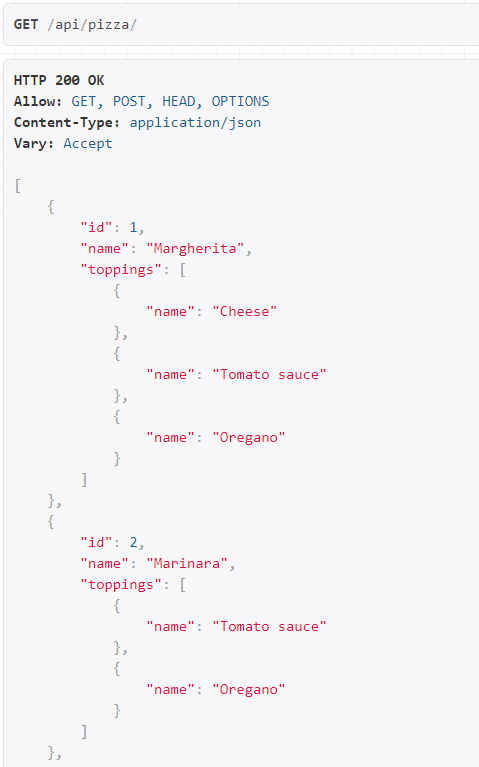 GET /api/pizza/
HTTP 200 OK
Allow: GET, POST, HEAD, OPTIONS
Content-Type: application/json
Vary: Accept
[
    {
        "id": 1,
        "name": "Margherita",
        "toppings": [
            {
                "name": "Cheese"
            },
            {
                "name": "Tomato sauce"
            },
            {
                "name": "Oregano"
            }
        ]
    },
    {
        "id": 2,
        "name": "Marinara",
        "toppings": [
            {
                "name": "Tomato sauce"
            },
            {
                "name": "Oregano"
            }
        ]
    },